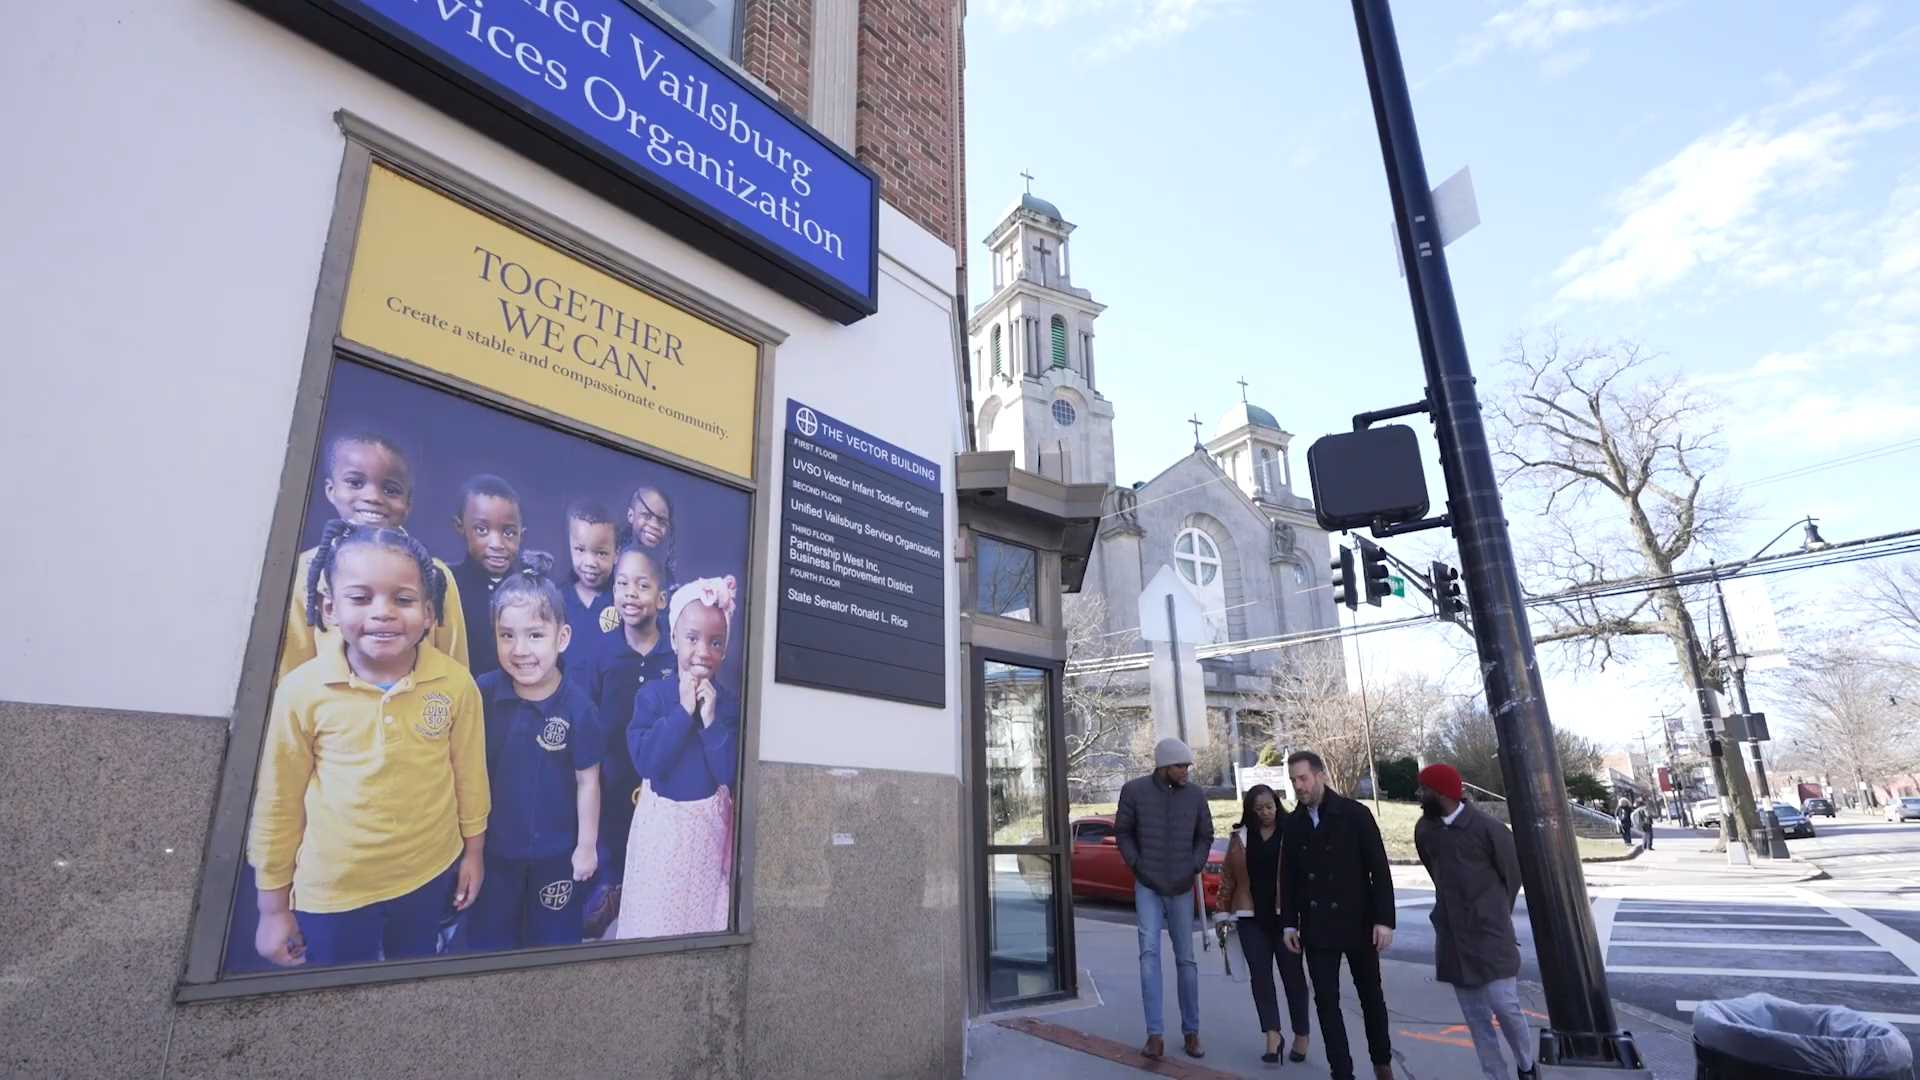 Vailsburg
Organization
TOGETHER
WE CAN.
Create a stable and compassionate community.
THE VECTOR BUILDING
FIRST FLOOR
UVSO Vector Infant Toddler Center
SECOND FLOOR
Unified Vailsburg Service Organization
THIRD FLOOR
Partnership West Inc,
Business Improvement District
FOURTH FLOOR
State Senator Ronald L. Rice
UV
SO